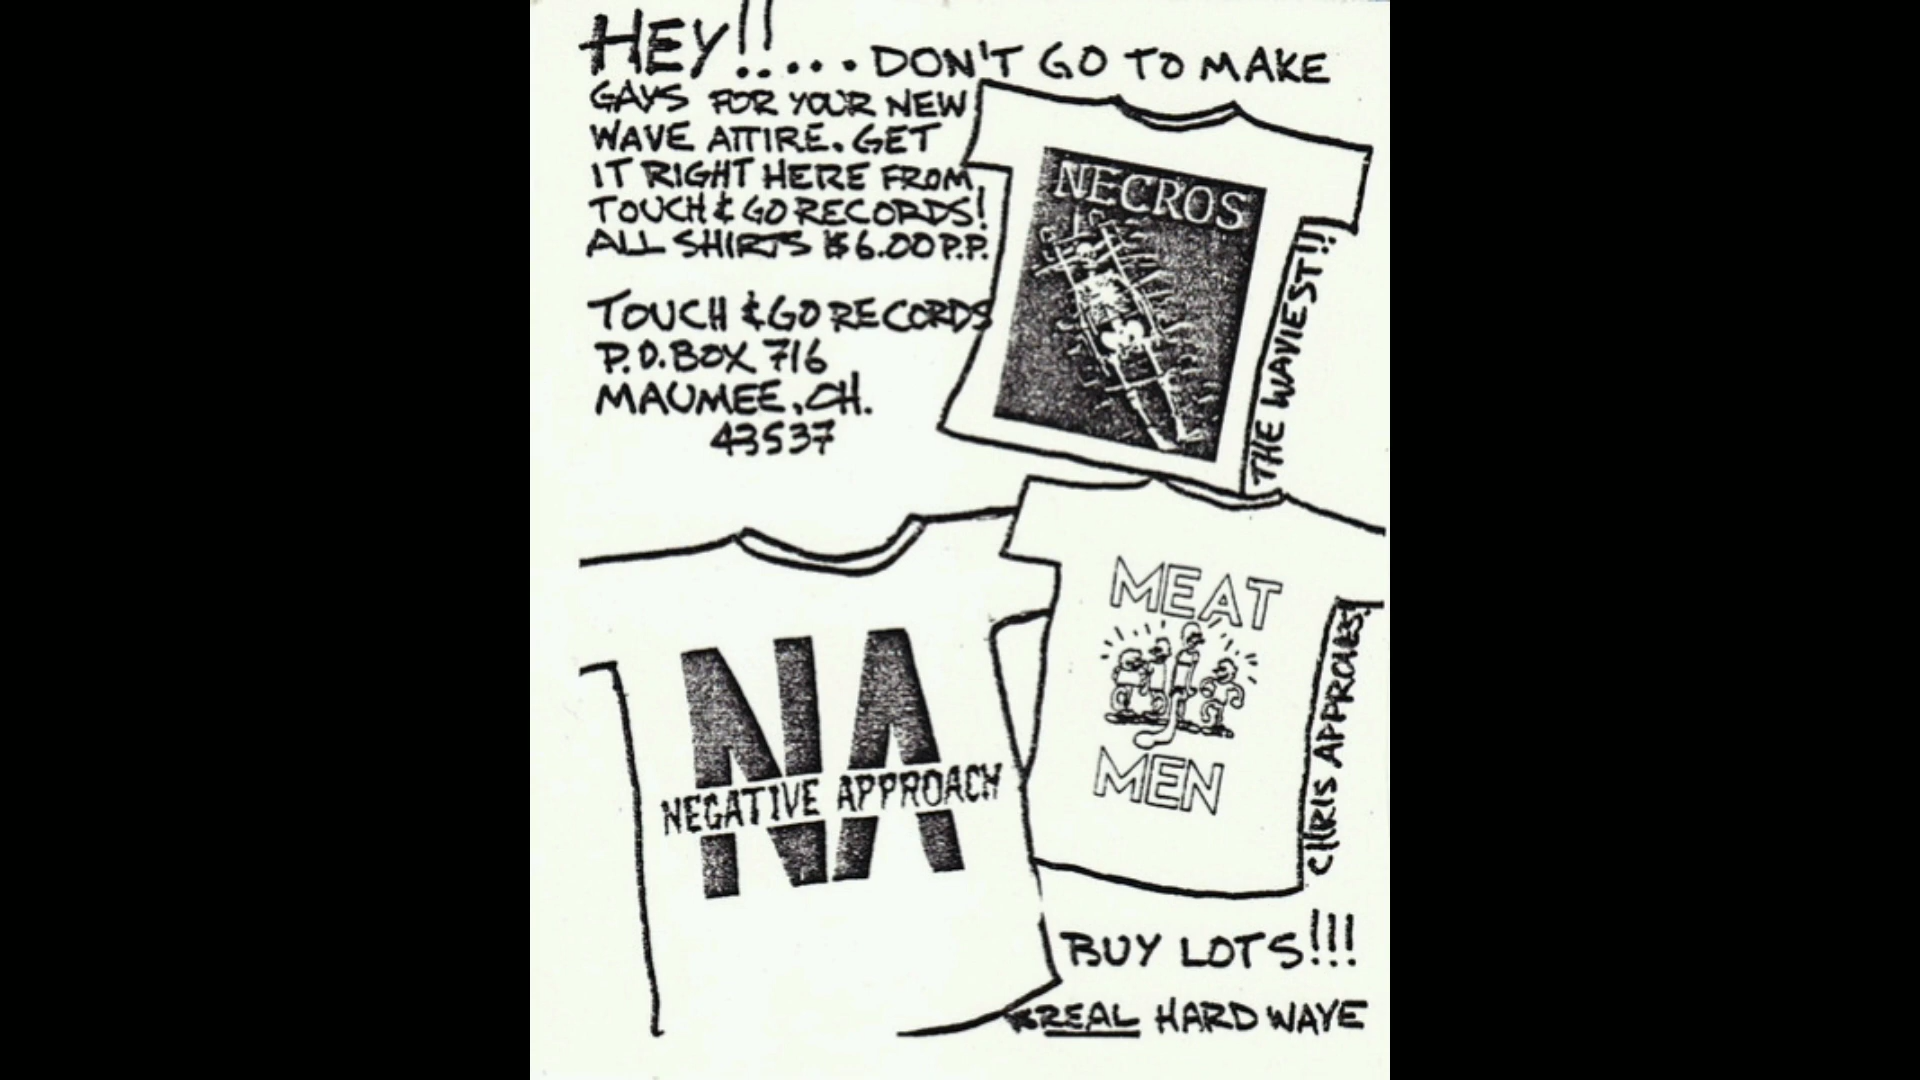 HEY!!.... DON'T GO TO MAKE
GAYS FOR YOUR NEW
WAVE ATTIRE. GET
IT RIGHT HERE FROM
TOUCH & GO RECORDS!
ALL SHIRTS $6.00 P.P.
TOUCH & GO RECORDS
P.O. BOX 716
MAUMEE, OH.
43537
NECROS
THE WAVIEST!!!
MEAT
MEN
CHRIS APPROVES!
NA
NEGATIVE APPROACH
BUY LOTS!!!
REAL HARD WAVE